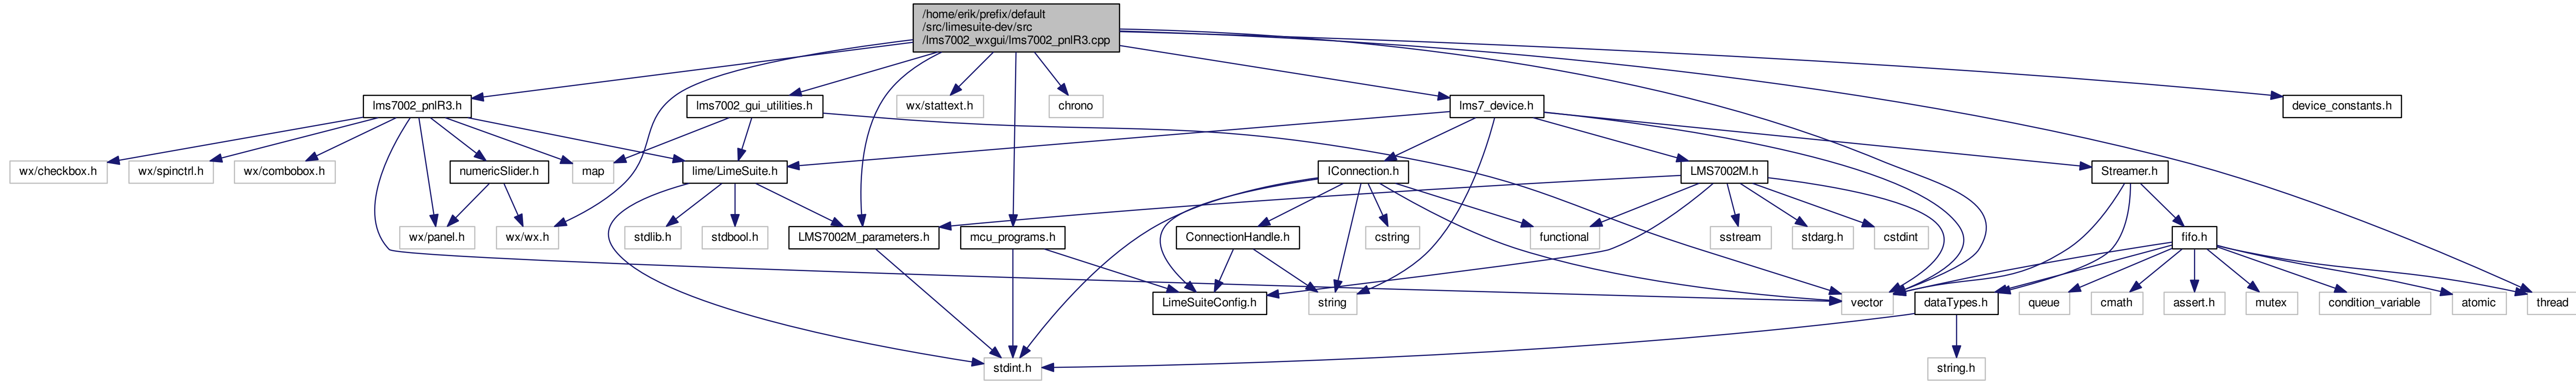 /home/erik/prefix/default
/src/limesuite-dev/src
/lms7002_wxgui/lms7002_pnlR3.cpp
lms7002_pnlR3.h
lms7002_gui_utilities.h
wx/stattext.h
chrono
lms7_device.h
device_constants.h
wx/checkbox.h
wx/spinctrl.h
wx/combobox.h
numericSlider.h
map
lime/LimeSuite.h
IConnection.h
LMS7002M.h
Streamer.h
wx/panel.h
wx/wx.h
stdlib.h
stdbool.h
LMS7002M_parameters.h
mcu_programs.h
ConnectionHandle.h
cstring
functional
sstream
stdarg.h
cstdint
fifo.h
LimeSuiteConfig.h
string
vector
dataTypes.h
queue
cmath
assert.h
mutex
condition_variable
atomic
thread
stdint.h
string.h